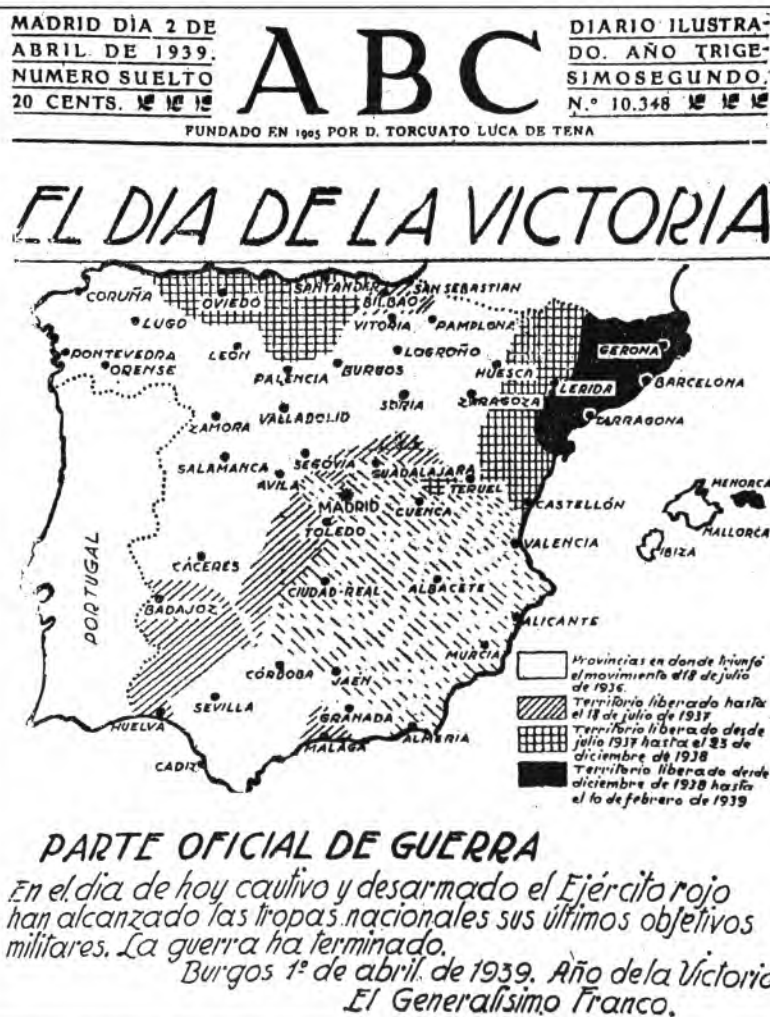 MADRID DÍA 2 DE
ABRIL DE 1939.
NUMERO SUELTO
20 CENTS.
ABC
DIARIO ILUSTRA-
DO. AÑO TRIGE-
SIMOSEGUNDO.
N.º 10.348
FUNDADO EN 1905 POR D. TORCUATO LUCA DE TENA
EL DIA DE LA VICTORIA
CORUÑA
OVIEDO
SANTANDER
SAN SEBASTIAN
BILBAO
LUGO
VITORIA
PAMPLONA
PONTEVEDRA
ORENSE
LEÓN
PALENCIA
BURGOS
LOGROÑO
HUESCA
GERONA
LERIDA
BARCELONA
ZAMORA
VALLADOLID
SORIA
ZARAGOZA
TARRAGONA
SALAMANCA
SEGOVIA
AVILA
GUADALAJARA
TERUEL
MADRID
CUENCA
CASTELLÓN
MENORCA
MALLORCA
IBIZA
TOLEDO
VALENCIA
PORTUGAL
CACERES
CIUDAD-REAL
ALBACETE
BADAJOZ
ALICANTE
MURCIA
CÓRDOBA
JAEN
SEVILLA
HUELVA
GRANADA
MALAGA
ALMERIA
CADIZ
Provincias en donde triunfó
el movimiento el 18 de julio
de 1936.
Territorio liberado hasta
el 18 de julio de 1937
Territorio liberado desde
julio 1937 hasta el 23 de
diciembre de 1938
Territorio liberado desde
diciembre de 1938 hasta
el 10 de febrero de 1939
PARTE OFICIAL DE GUERRA
En el dia de hoy cautivo y desarmado el Ejército rojo
han alcanzado las tropas nacionales sus últimos objetivos
militares. La guerra ha terminado.
Burgos 1º de abril de 1939. Año de la Victoria
El Generalísimo Franco.